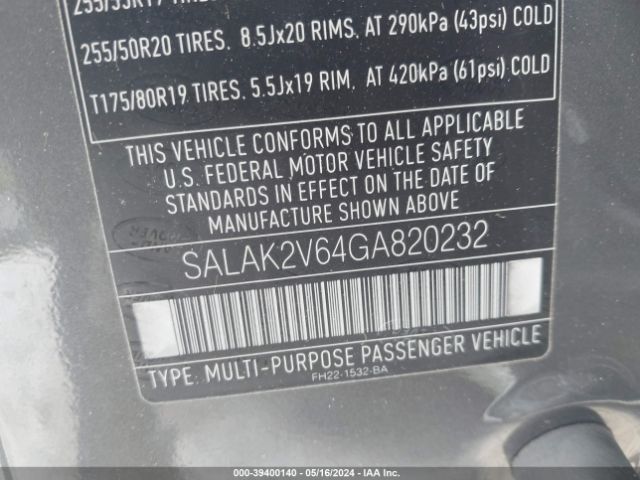 255/50R20 TIRES. 8.5Jx20 RIMS, AT 290kPa (43psi) COLD
T175/80R19 TIRES. 5.5Jx19 RIM, AT 420kPa (61psi) COLD
THIS VEHICLE CONFORMS TO ALL APPLICABLE
U.S. FEDERAL MOTOR VEHICLE SAFETY
STANDARDS IN EFFECT ON THE DATE OF
MANUFACTURE SHOWN ABOVE
SALAK2V64GA820232
TYPE: MULTI-PURPOSE PASSENGER VEHICLE
FH22-1532-BA
000-39400140 - 05/16/2024 - IAA Inc.